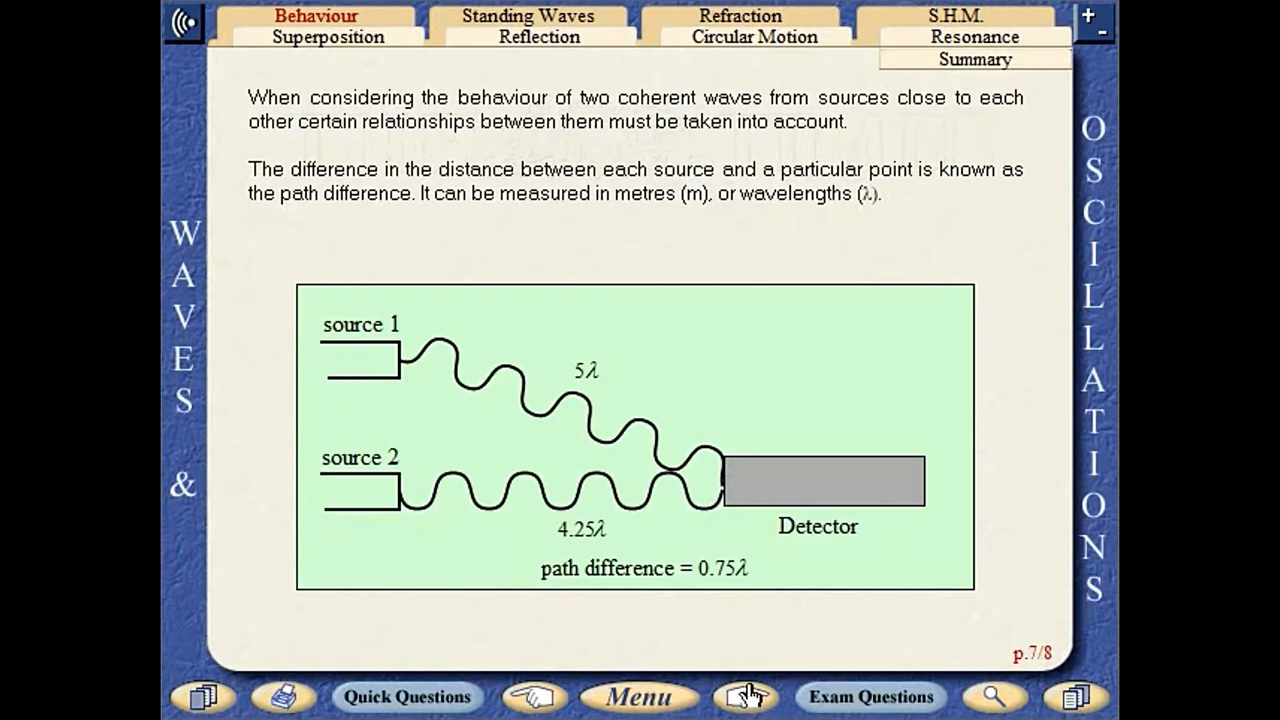 Behaviour
Standing Waves
Refraction
S.H.M.
Superposition
Reflection
Circular Motion
Resonance
Summary
When considering the behaviour of two coherent waves from sources close to each
other certain relationships between them must be taken into account.
The difference in the distance between each source and a particular point is known as
the path difference. It can be measured in metres (m), or wavelengths (λ).
WAVES &
OSCILLATIONS
source 1
5λ
source 2
4.25λ
Detector
path difference = 0.75λ
p.7/8
Quick Questions
Menu
Exam Questions